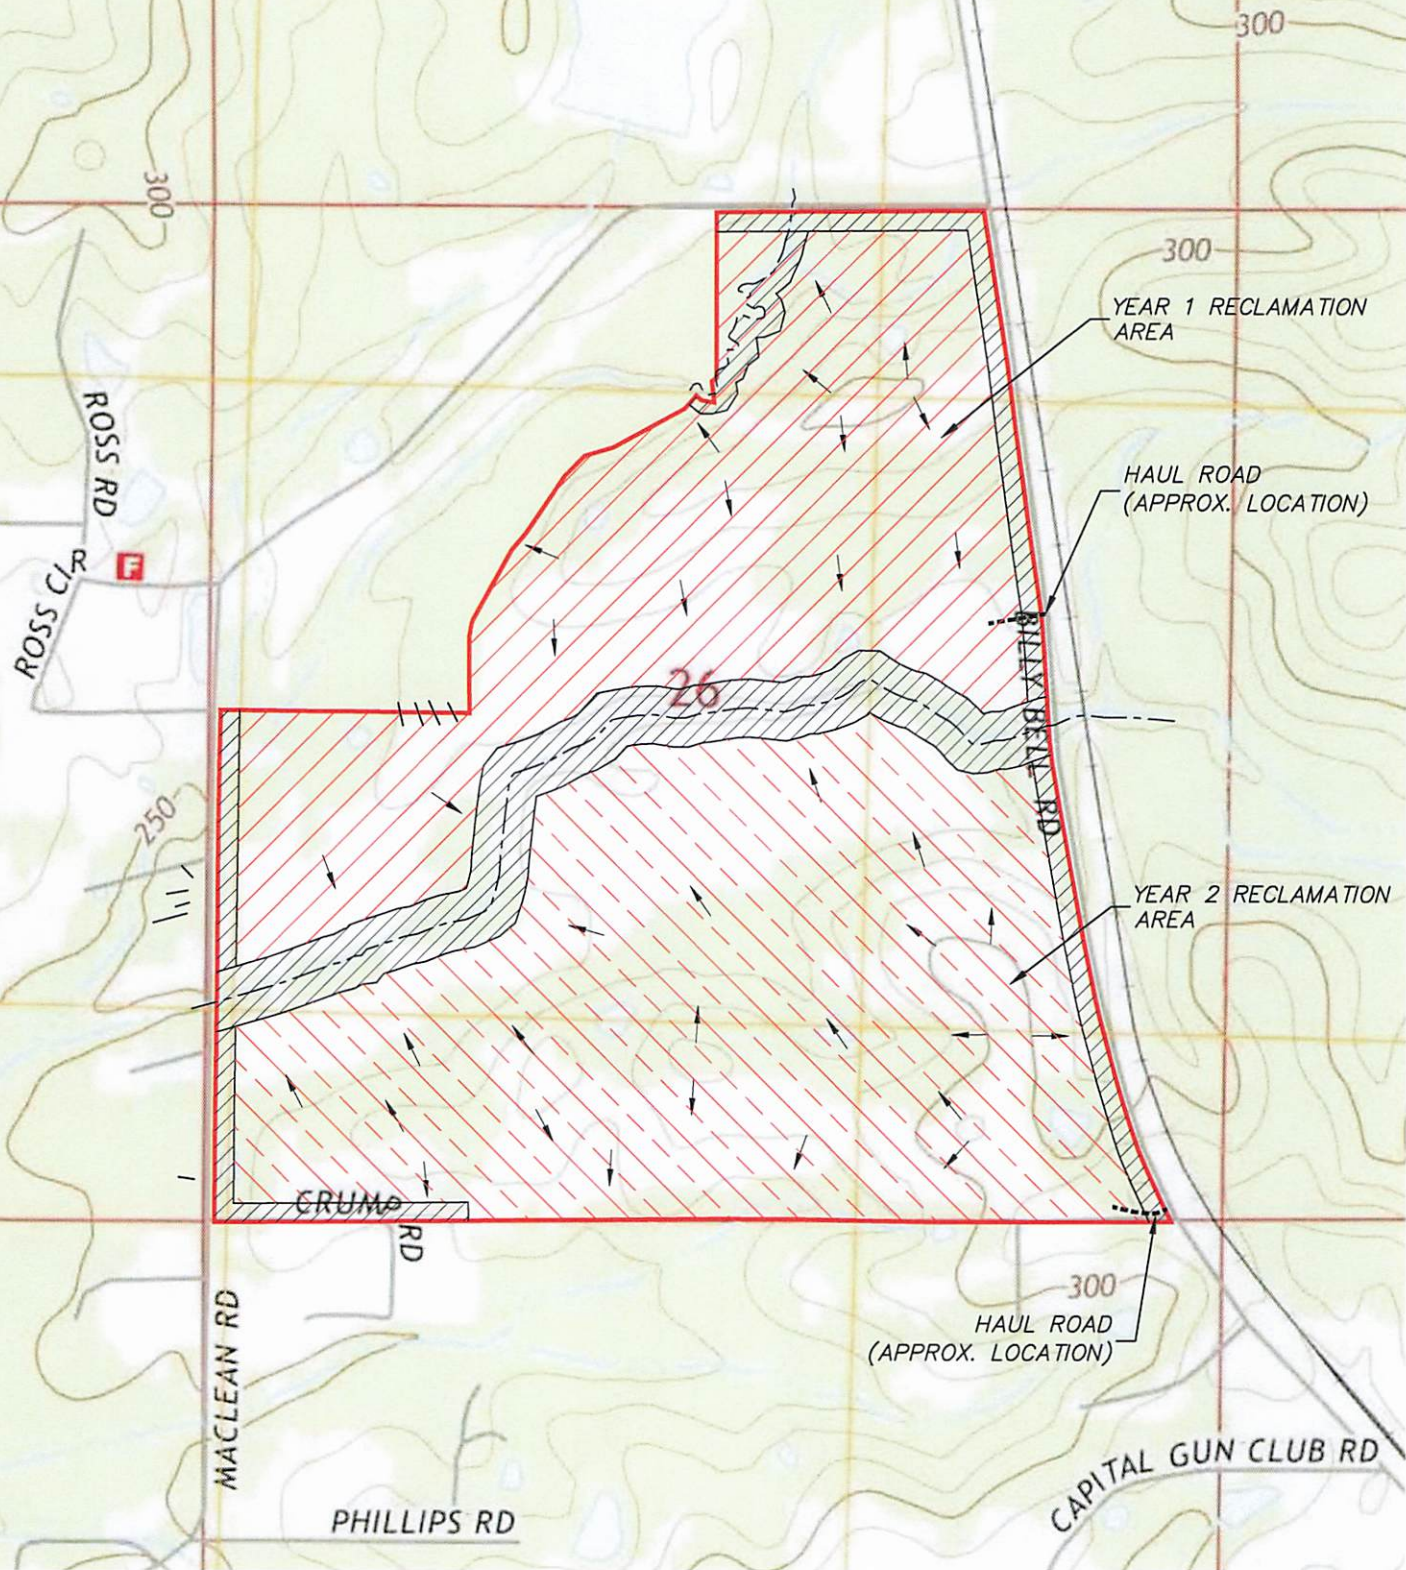 300
300
300
YEAR 1 RECLAMATION
AREA
ROSS RD
HAUL ROAD
(APPROX. LOCATION)
F
ROSS CIR
26
BILLY BELL RD
250
YEAR 2 RECLAMATION
AREA
CRUMP
RD
300
HAUL ROAD
(APPROX. LOCATION)
MACLEAN RD
CAPITAL GUN CLUB RD
PHILLIPS RD